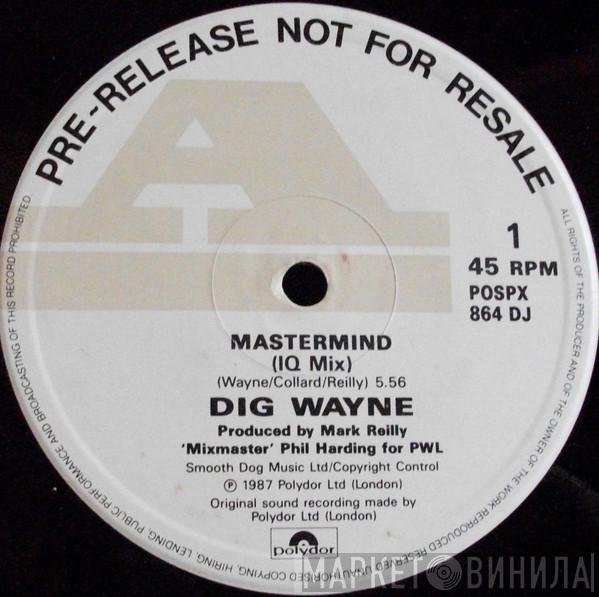 PRE-RELEASE NOT FOR RESALE
A
1
45 RPM
POSPX
864 DJ
MASTERMIND
(IQ Mix)
(Wayne/Collard/Reilly) 5.56
DIG WAYNE
Produced by Mark Reilly
'Mixmaster' Phil Harding for PWL
Smooth Dog Music Ltd/Copyright Control
℗ 1987 Polydor Ltd (London)
Original sound recording made by
Polydor Ltd (London)
polydor
ALL RIGHTS OF THE PRODUCER AND OF THE OWNER OF THE WORK REPRODUCED RESERVED. UNAUTHORISED COPYING, HIRING, LENDING, PUBLIC PERFORMANCE AND BROADCASTING OF THIS RECORD PROHIBITED
МАРКЕТ ВИНИЛА